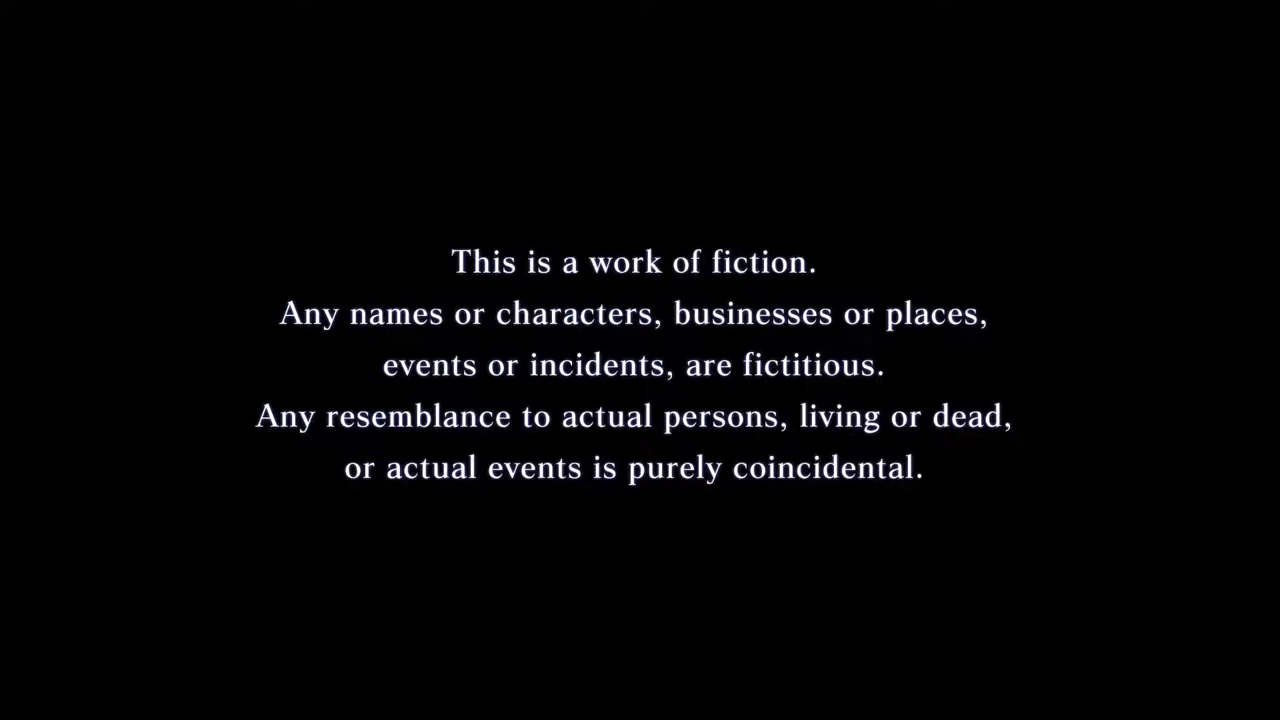 This is a work of fiction.
Any names or characters, businesses or places,
events or incidents, are fictitious.
Any resemblance to actual persons, living or dead,
or actual events is purely coincidental.